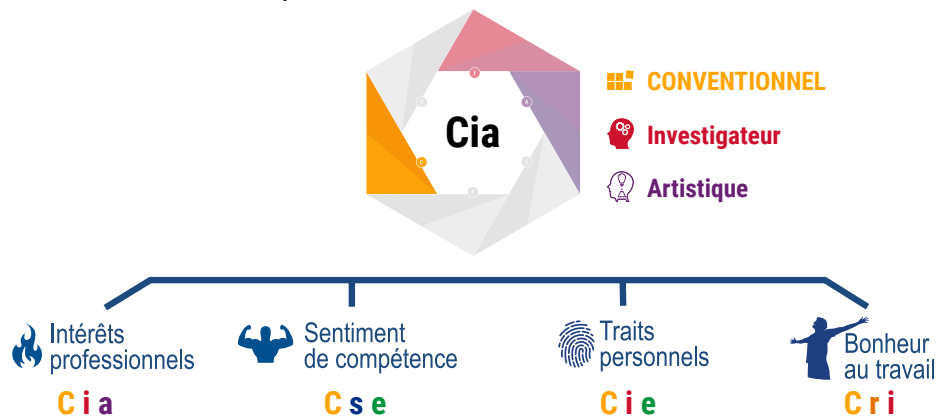 Cia
CONVENTIONNEL
Investigateur
Artistique
Intérêts
professionnels
C i a
Sentiment
de compétence
C s e
Traits
personnels
C i e
Bonheur
au travail
C r i